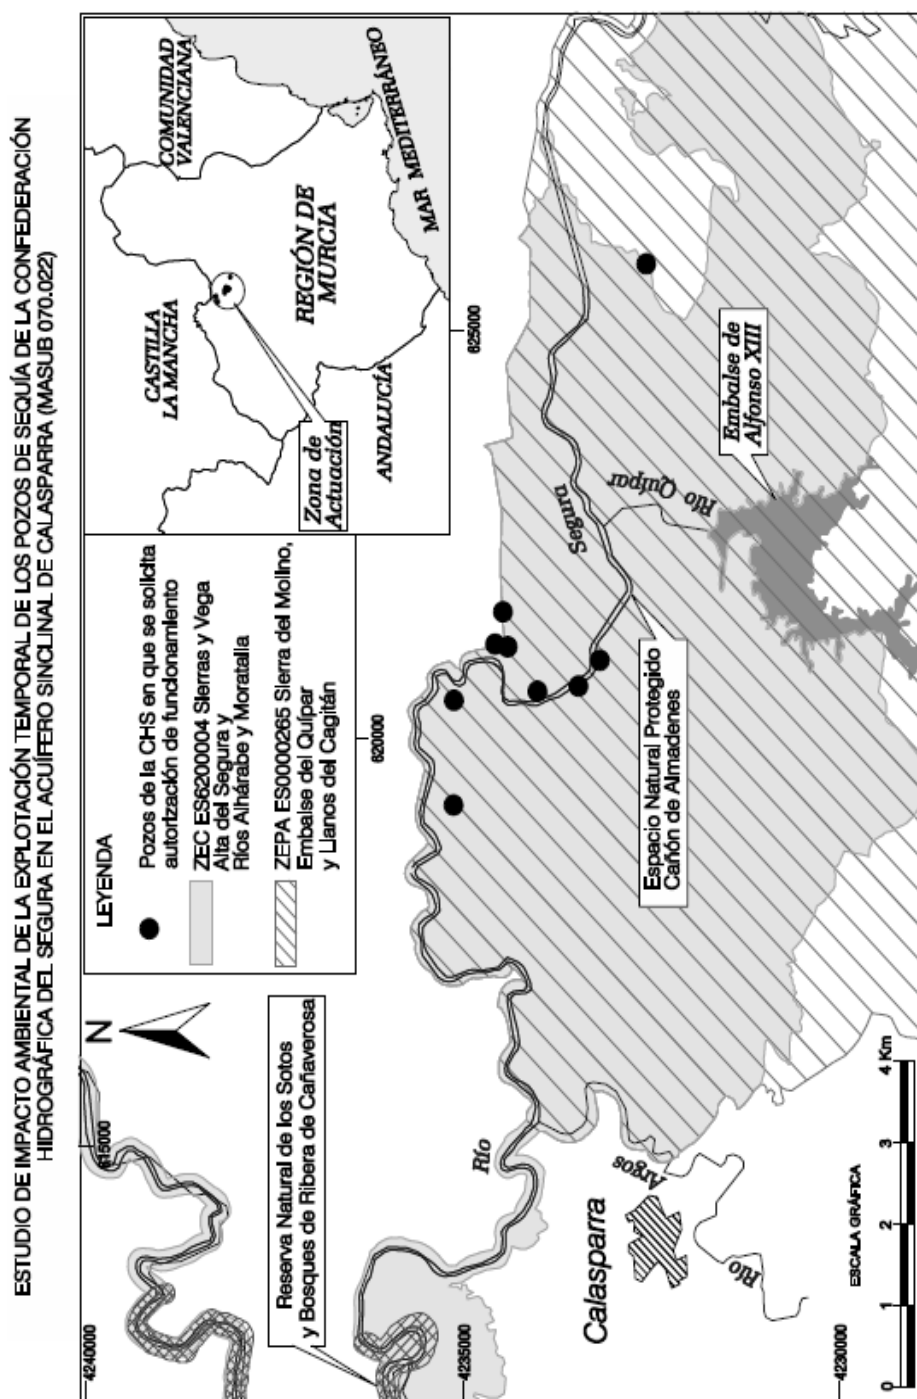 ESTUDIO DE IMPACTO AMBIENTAL DE LA EXPLOTACIÓN TEMPORAL DE LOS POZOS DE SEQUÍA DE LA CONFEDERACIÓN
HIDROGRÁFICA DEL SEGURA EN EL ACUÍFERO SINCLINAL DE CALASPARRA (MASUB 070.022)
N
LEYENDA
Pozos de la CHS en que se solicita
autorización de funcionamiento
ZEC ES6200004 Sierras y Vega
Alta del Segura y
Ríos Alhárabe y Moratalla
ZEPA ES0000265 Sierra del Molino,
Embalse del Quípar
y Llanos del Cagitán
COMUNIDAD
VALENCIANA
CASTILLA
LA MANCHA
REGIÓN DE
MURCIA
MAR MEDITERRÁNEO
ANDALUCÍA
Zona de
Actuación
Reserva Natural de los Sotos
y Bosques de Ribera de Cañaverosa
615000
620000
625000
4240000
4235000
4230000
Río
Segura
Río Quípar
Embalse de
Alfonso XIII
Espacio Natural Protegido
Cañón de Almadenes
Calasparra
Río
Argos
ESCALA GRÁFICA
0 1 2 3 4 Km